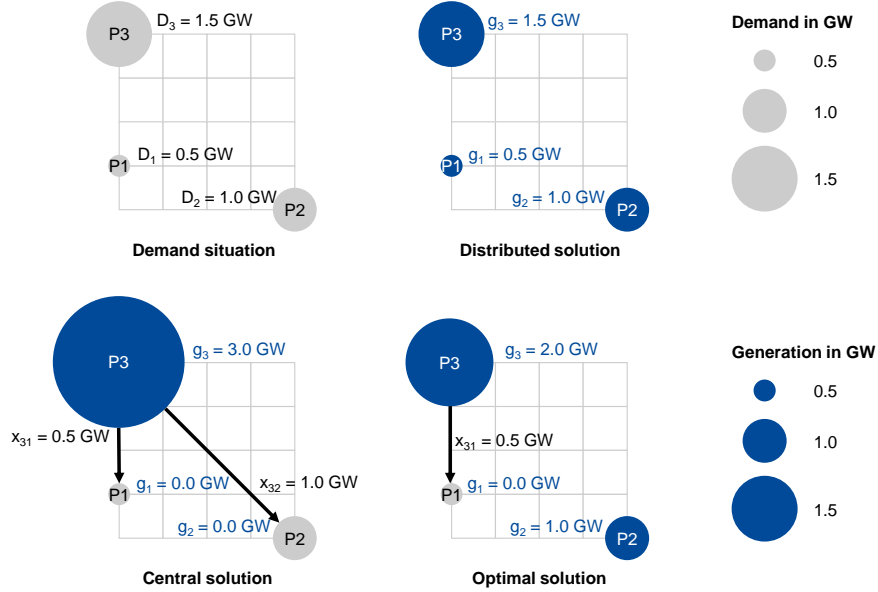 P3
D₃ = 1.5 GW
P1
D₁ = 0.5 GW
D₂ = 1.0 GW
P2
Demand situation
P3
g₃ = 1.5 GW
P1
g₁ = 0.5 GW
g₂ = 1.0 GW
P2
Distributed solution
Demand in GW
0.5
1.0
1.5
P3
g₃ = 3.0 GW
x₃₁ = 0.5 GW
P1
g₁ = 0.0 GW
x₃₂ = 1.0 GW
g₂ = 0.0 GW
P2
Central solution
P3
g₃ = 2.0 GW
x₃₁ = 0.5 GW
P1
g₁ = 0.0 GW
g₂ = 1.0 GW
P2
Optimal solution
Generation in GW
0.5
1.0
1.5